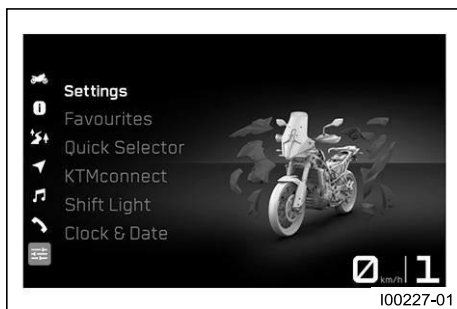 Settings
Favourites
Quick Selector
KTMconnect
Shift Light
Clock & Date
0 km/h 1
I00227-01